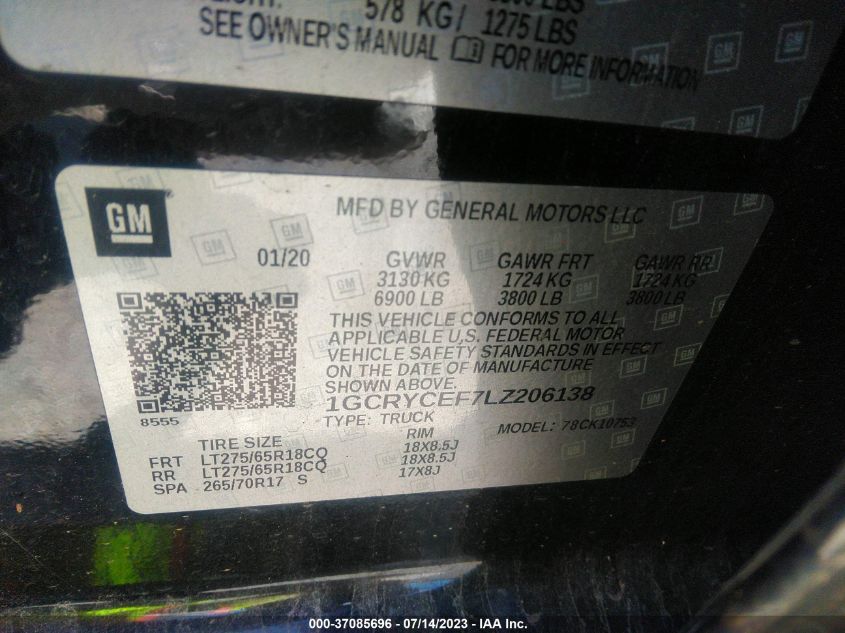 578 KG / 1275 LBS
SEE OWNER'S MANUAL FOR MORE INFORMATION
GM
MFD BY GENERAL MOTORS LLC
01/20 GVWR GAWR FRT GAWR RR
3130 KG 1724 KG 1724 KG
6900 LB 3800 LB 3800 LB
THIS VEHICLE CONFORMS TO ALL
APPLICABLE U.S. FEDERAL MOTOR
VEHICLE SAFETY STANDARDS IN EFFECT
ON THE DATE OF MANUFACTURE
SHOWN ABOVE.
1GCRYCEF7LZ206138
8555
TYPE: TRUCK MODEL: 78CK10753
TIRE SIZE RIM
FRT LT275/65R18CQ 18X8.5J
RR LT275/65R18CQ 18X8.5J
SPA 265/70R17 S 17X8J
000-37085696 - 07/14/2023 - IAA Inc.